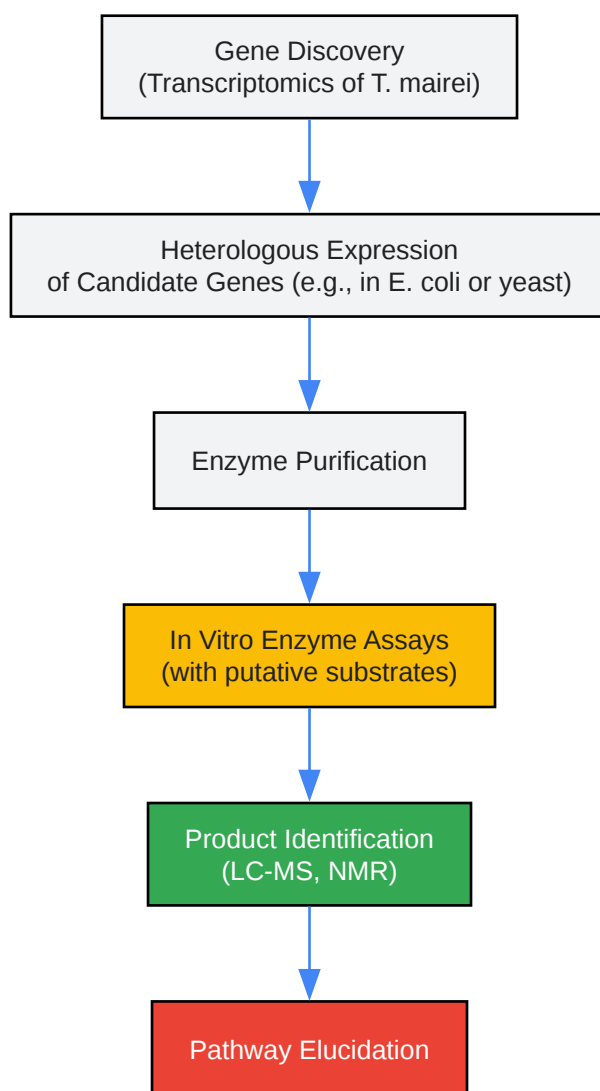 Gene Discovery
(Transcriptomics of T. mairei)
Heterologous Expression
of Candidate Genes (e.g., in E. coli or yeast)
Enzyme Purification
In Vitro Enzyme Assays
(with putative substrates)
Product Identification
(LC-MS, NMR)
Pathway Elucidation